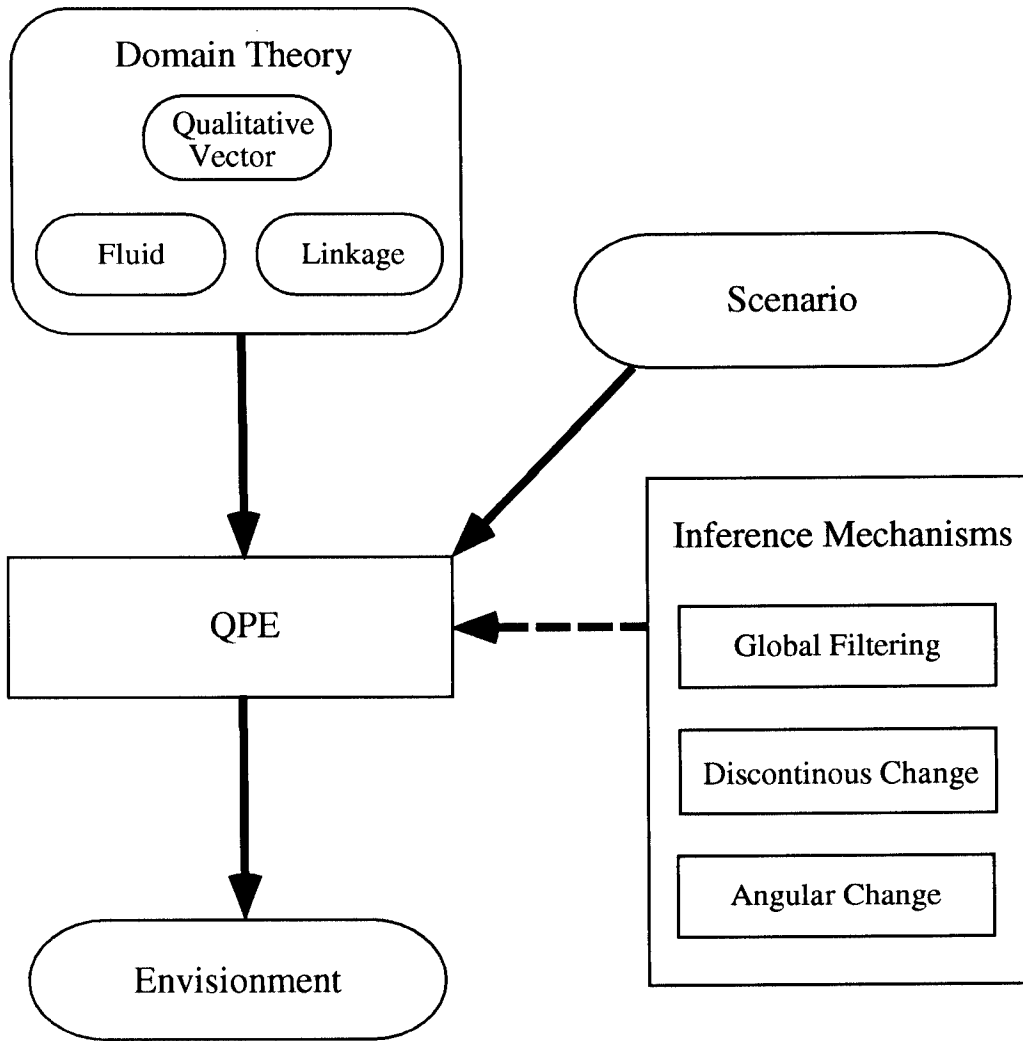 Domain Theory
Qualitative
Vector
Fluid
Linkage
Scenario
Inference Mechanisms
QPE
Global Filtering
Discontinous Change
Angular Change
Envisionment